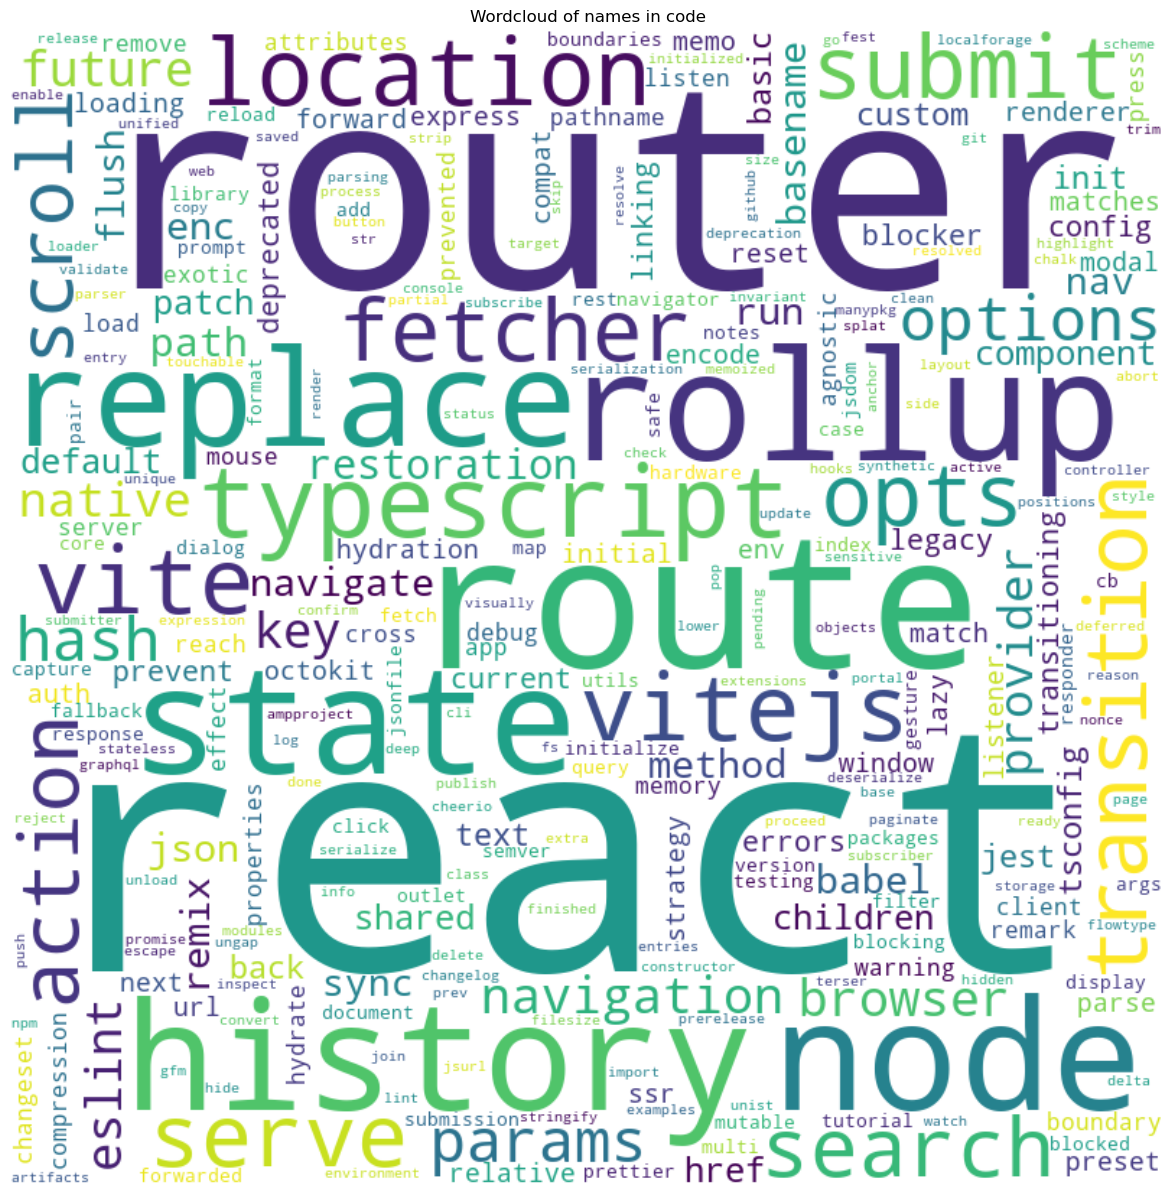 Wordcloud of names in code
release
remove
attributes
boundaries
memo
go
fest
localforage
scheme
future
location
initialized
submit
listen
basic
press
enable
loading
reload
forward
express
pathname
basename
custom
renderer
unified
saved
strip
trim
scroll
flush
router
web
library
copy
enc
prompt
loader
validate
exotic
parser
patch
load
path
entry
touchable
deprecated
parsing
process
add
button
str
prevented
compat
skip
target
resolve
linking
size
github
deprecation
reset
git
blocker
resolved
init
matches
config
highlight
chalk
modal
nav
console
partial
subscribe
rest
navigator
invariant
manypkg
clean
splat
fetcher
run
notes
encode
options
component
agnostic
serialization
memoized
layout
abort
replace
rollup
pair
format
render
status
safe
jsdom
anchor
case
side
default
mouse
unique
restoration
check
hardware
hooks
synthetic
active
controller
native
typescript
opts
positions
style
server
core
update
dialog
hydration
map
initial
env
index
sensitive
legacy
transitioning
vite
navigate
route
provider
transition
submitter
expression
confirm
fetch
visually
pop
pending
cb
deferred
hash
reach
key
cross
debug
app
lower
objects
match
capture
prevent
octokit
current
utils
extensions
portal
lazy
listener
responder
reason
auth
fallback
response
stateless
graphql
effect
state
ampproject
log
jsonfile
cli
deep
vitejs
gesture
nonce
fs
initialize
query
method
memory
window
deserialize
base
page
action
react
done
publish
cheerio
proceed
paginate
ready
tsconfig
reject
json
properties
click
serialize
text
semver
extra
strategy
errors
version
testing
packages
subscriber
babel
filter
jest
storage
args
client
remark
flowtype
unload
remix
info
class
outlet
shared
finished
children
blocking
warning
push
promise
escape
modules
ungap
delete
entries
constructor
terser
hidden
display
next
inspect
back
sync
changelog
prev
navigation
browser
parse
url
convert
document
filesize
prerelease
npm
changeset
compression
eslint
history
hydrate
node
gfm
hide
join
lint
jsurl
import
delta
ssr
examples
unist
mutable
tutorial
watch
boundary
blocked
serve
submission
stringify
params
multi
search
preset
artifacts
forwarded
environment
relative
prettier
href